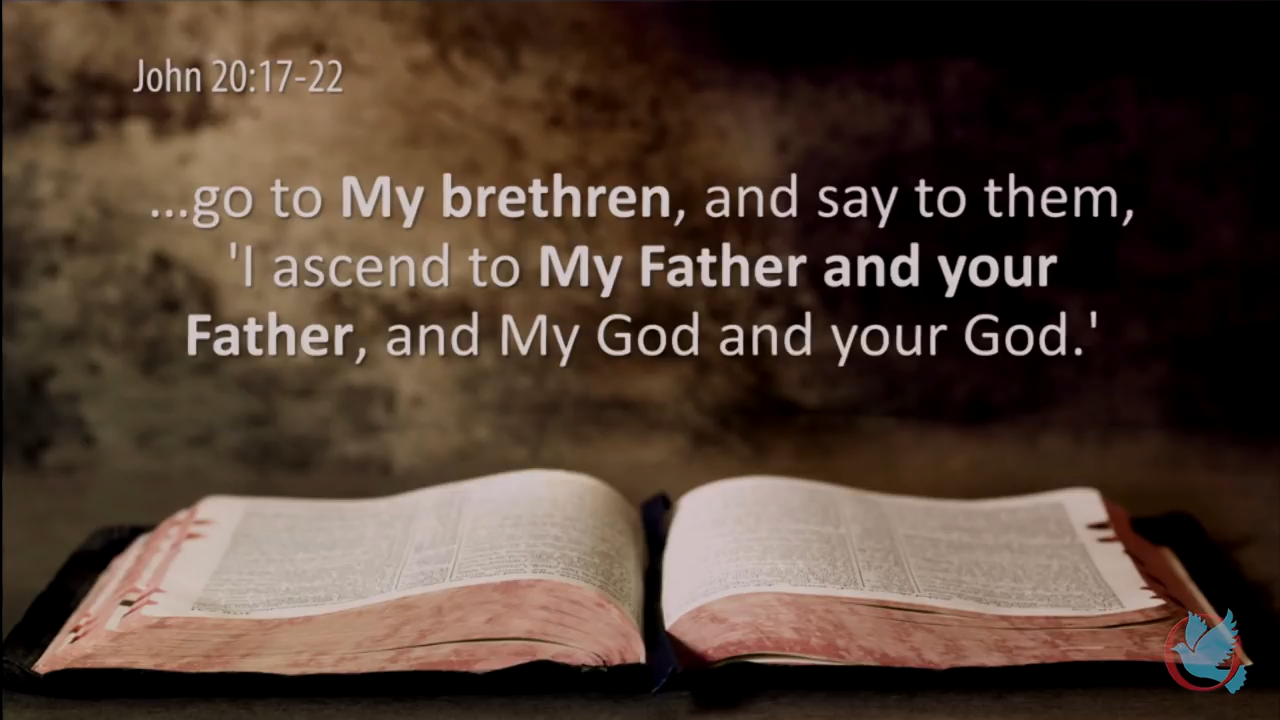 John 20:17-22
...go to My brethren, and say to them,
'I ascend to My Father and your
Father, and My God and your God.'